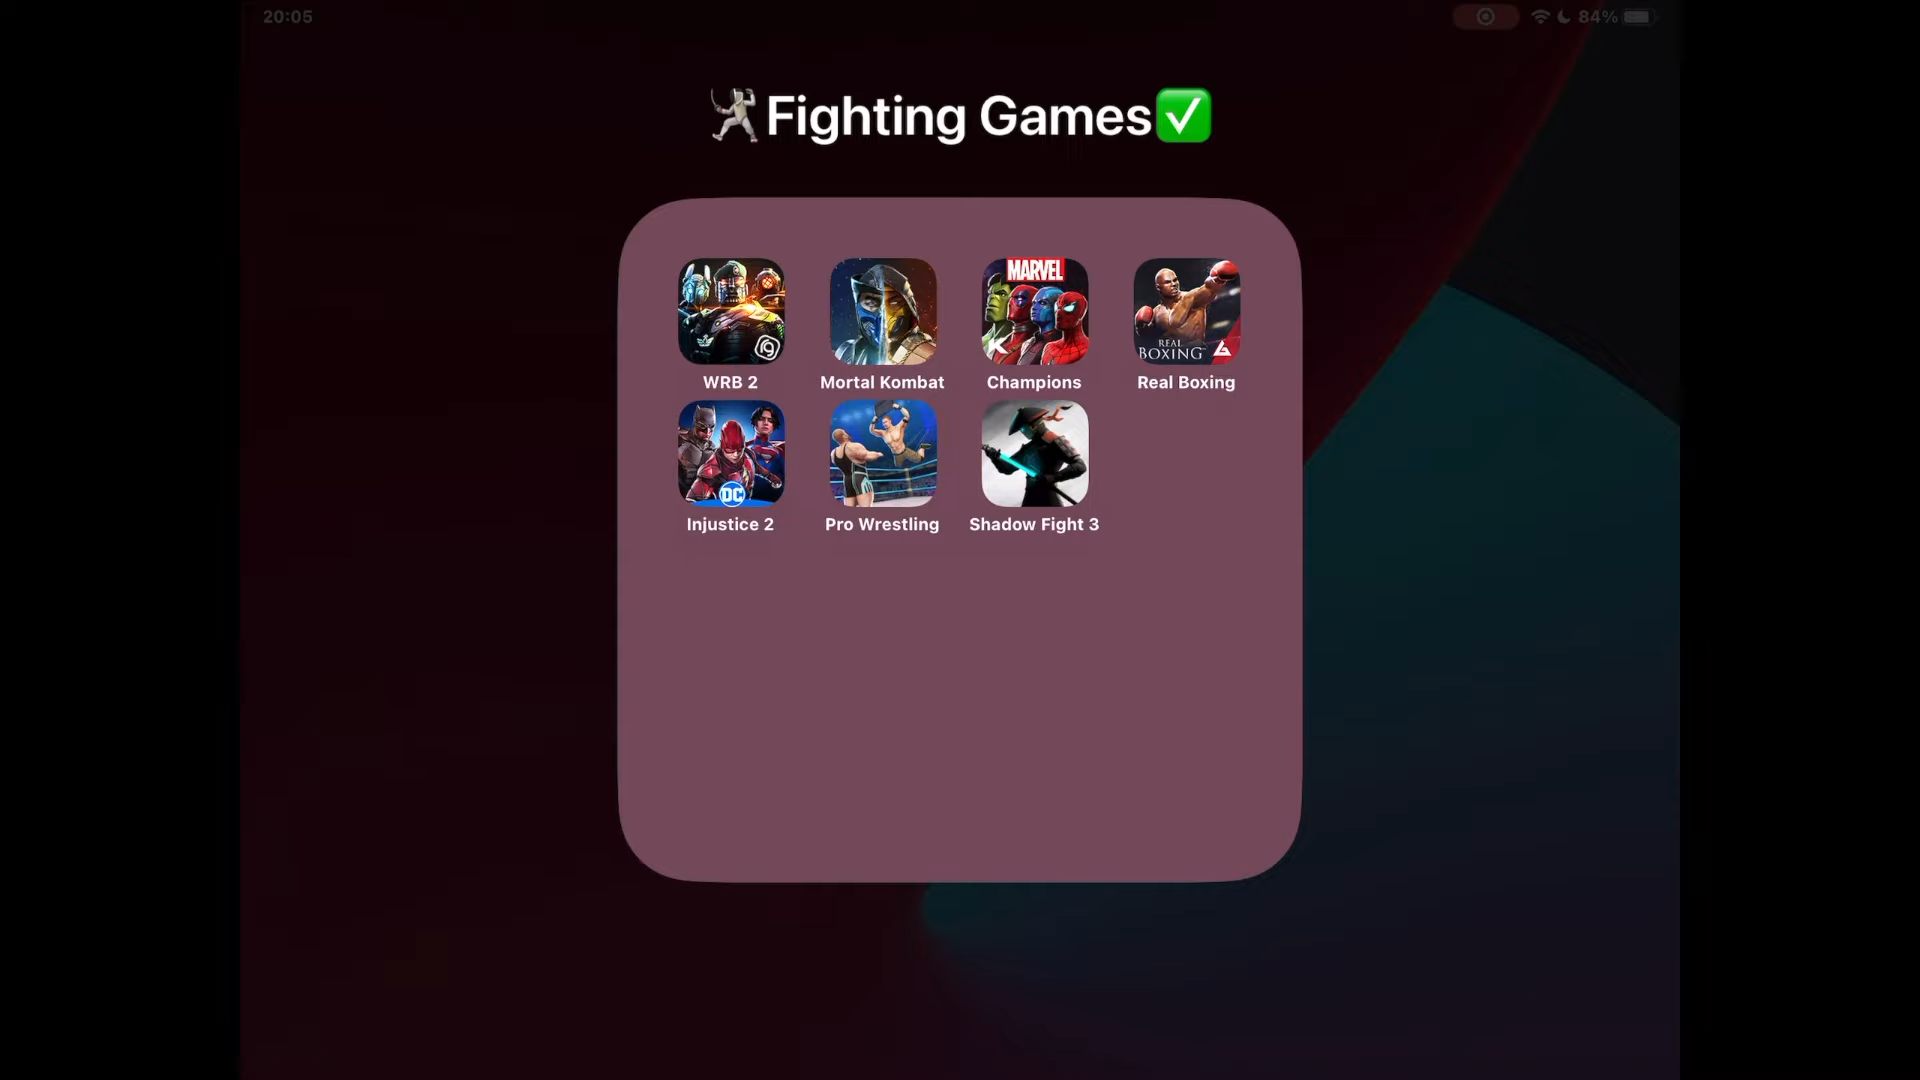 20:05
84%
🤺Fighting Games✅
MARVEL
REAL
BOXING
WRB 2
Mortal Kombat
Champions
Real Boxing
DC
Injustice 2
Pro Wrestling
Shadow Fight 3